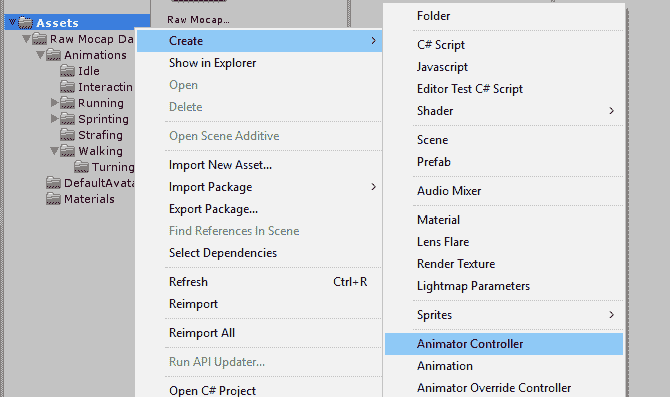 Assets
Raw Mocap Da
Animations
Idle
Interactin
Running
Sprinting
Strafing
Walking
Turning
DefaultAvata
Materials
Raw Mocap...
Create
Show in Explorer
Open
Delete
Open Scene Additive
Import New Asset...
Import Package
Export Package...
Find References In Scene
Select Dependencies
Refresh Ctrl+R
Reimport
Reimport All
Run API Updater...
Open C# Project
Folder
C# Script
Javascript
Editor Test C# Script
Shader
Scene
Prefab
Audio Mixer
Material
Lens Flare
Render Texture
Lightmap Parameters
Sprites
Animator Controller
Animation
Animator Override Controller